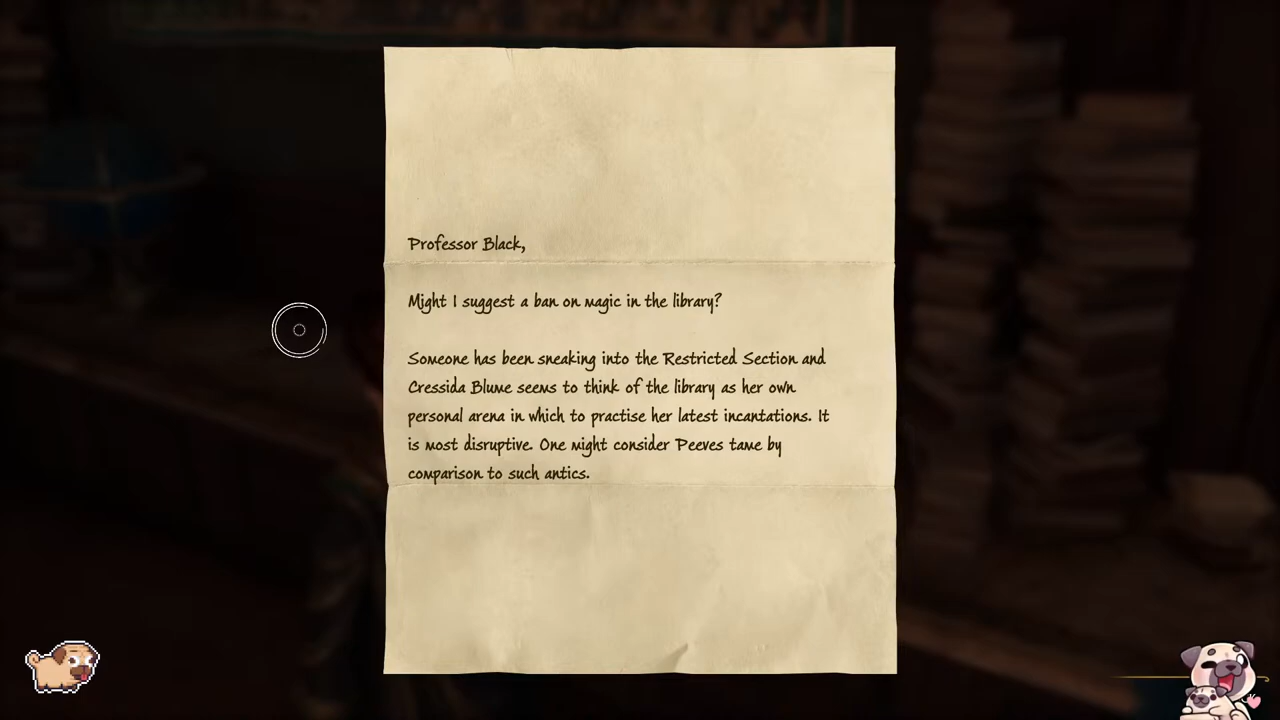 Professor Black,
Might I suggest a ban on magic in the library?
Someone has been sneaking into the Restricted Section and
Cressida Blume seems to think of the library as her own
personal arena in which to practise her latest incantations. It
is most disruptive. One might consider Peeves tame by
comparison to such antics.